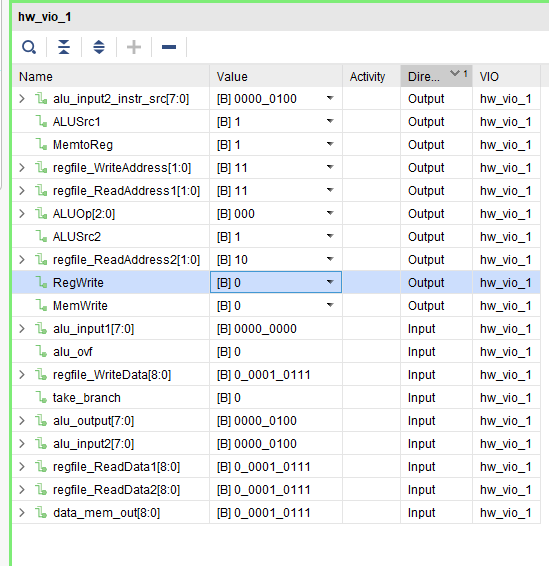 hw_vio_1
Name Value Activity Dire... 1 VIO
alu_input2_instr_src[7:0] [B] 0000_0100 Output hw_vio_1
ALUSrc1 [B] 1 Output hw_vio_1
MemtoReg [B] 1 Output hw_vio_1
regfile_WriteAddress[1:0] [B] 11 Output hw_vio_1
regfile_ReadAddress1[1:0] [B] 11 Output hw_vio_1
ALUOp[2:0] [B] 000 Output hw_vio_1
ALUSrc2 [B] 1 Output hw_vio_1
regfile_ReadAddress2[1:0] [B] 10 Output hw_vio_1
RegWrite [B] 0 Output hw_vio_1
MemWrite [B] 0 Output hw_vio_1
alu_input1[7:0] [B] 0000_0000 Input hw_vio_1
alu_ovf [B] 0 Input hw_vio_1
regfile_WriteData[8:0] [B] 0_0001_0111 Input hw_vio_1
take_branch [B] 0 Input hw_vio_1
alu_output[7:0] [B] 0000_0100 Input hw_vio_1
alu_input2[7:0] [B] 0000_0100 Input hw_vio_1
regfile_ReadData1[8:0] [B] 0_0001_0111 Input hw_vio_1
regfile_ReadData2[8:0] [B] 0_0001_0111 Input hw_vio_1
data_mem_out[8:0] [B] 0_0001_0111 Input hw_vio_1